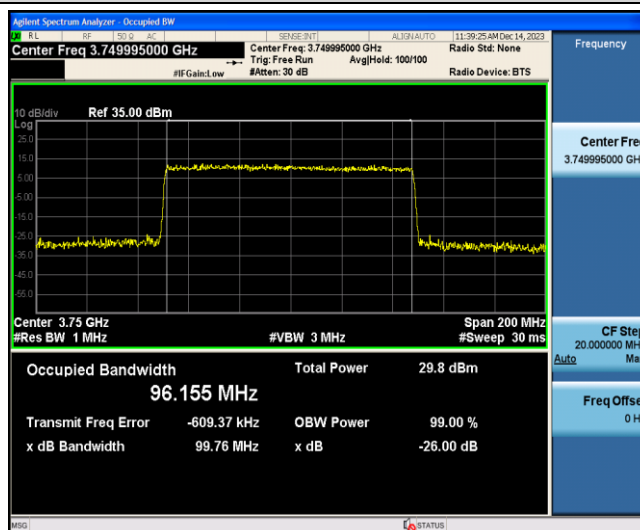 Agilent Spectrum Analyzer - Occupied BW
RL RF 50 Ω AC SENSE:INT ALIGN AUTO 11:39:25 AM Dec 14, 2023
Center Freq 3.749995000 GHz
Center Freq: 3.749995000 GHz
Radio Std: None
Trig: Free Run Avg|Hold: 100/100
#IFGain:Low #Atten: 30 dB Radio Device: BTS
Frequency
10 dB/div Ref 35.00 dBm
Log
25.0
15.0
5.00
-5.00
-15.0
-25.0
-35.0
-45.0
-55.0
Center 3.75 GHz Span 200 MHz
#Res BW 1 MHz #VBW 3 MHz #Sweep 30 ms
Occupied Bandwidth Total Power 29.8 dBm
96.155 MHz
Transmit Freq Error -609.37 kHz OBW Power 99.00 %
x dB Bandwidth 99.76 MHz x dB -26.00 dB
Center Fre
3.749995000 GH
CF Step
20.000000 MH
Auto Ma
Freq Offse
0 H
MSG STATUS